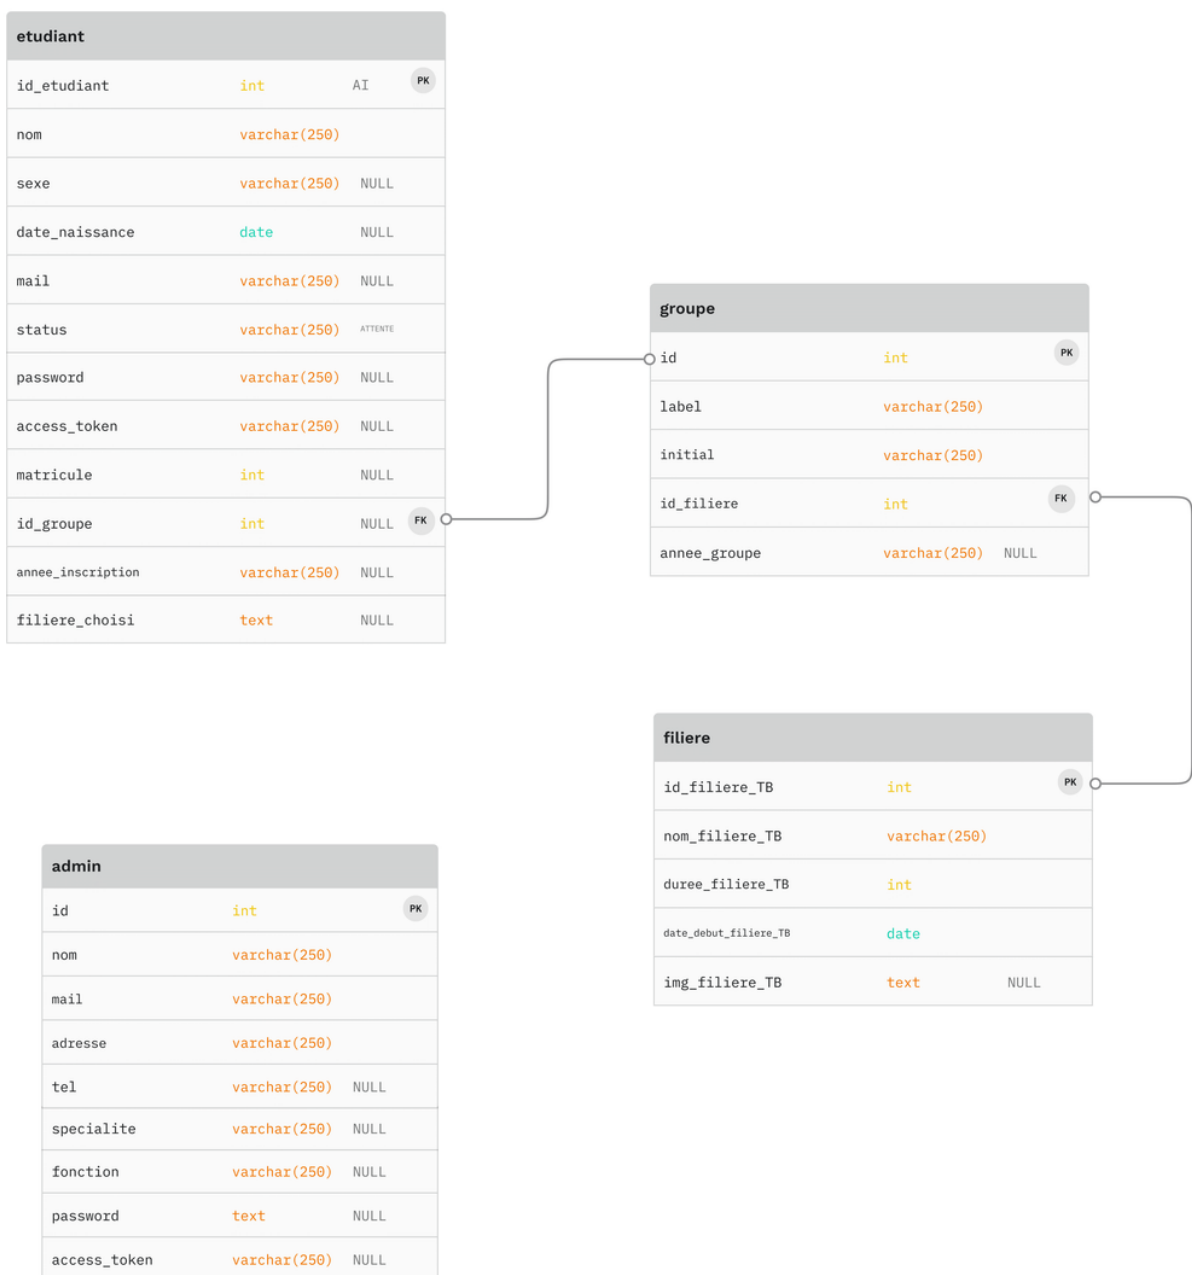 etudiant
id_etudiant int AI PK
nom varchar(250)
sexe varchar(250) NULL
date_naissance date NULL
mail varchar(250) NULL
status varchar(250) ATTENTE
password varchar(250) NULL
access_token varchar(250) NULL
matricule int NULL
id_groupe int NULL FK
annee_inscription varchar(250) NULL
filiere_choisi text NULL
groupe
id int PK
label varchar(250)
initial varchar(250)
id_filiere int FK
annee_groupe varchar(250) NULL
filiere
id_filiere_TB int PK
nom_filiere_TB varchar(250)
duree_filiere_TB int
date_debut_filiere_TB date
img_filiere_TB text NULL
admin
id int PK
nom varchar(250)
mail varchar(250)
adresse varchar(250)
tel varchar(250) NULL
specialite varchar(250) NULL
fonction varchar(250) NULL
password text NULL
access_token varchar(250) NULL